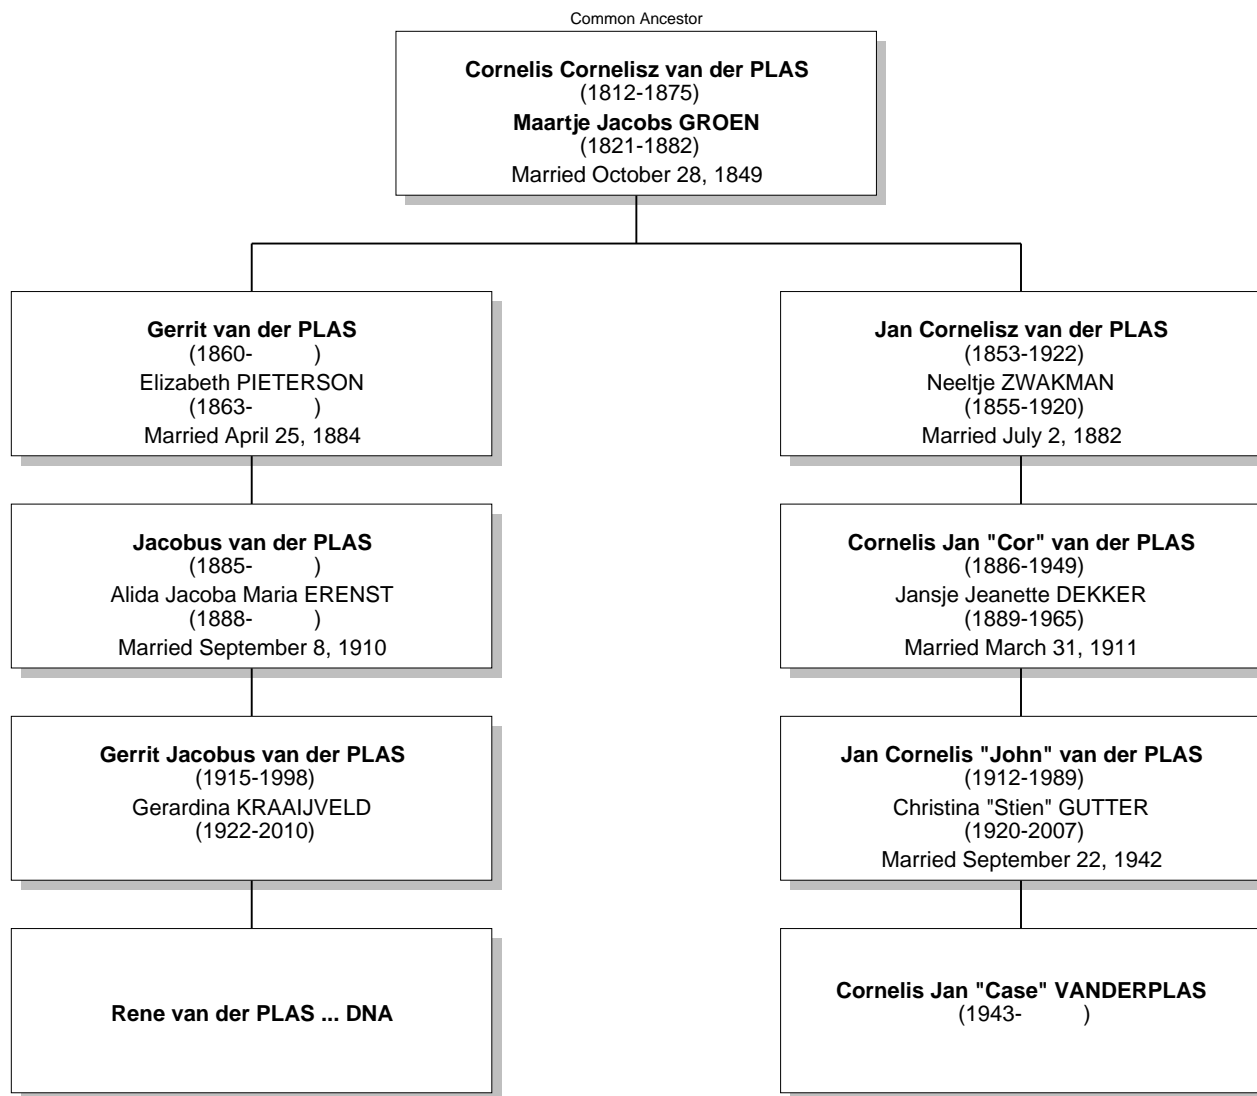 Common Ancestor
Cornelis Cornelisz van der PLAS
(1812-1875)
Maartje Jacobs GROEN
(1821-1882)
Married October 28, 1849
Gerrit van der PLAS
(1860-          )
Elizabeth PIETERSON
(1863-          )
Married April 25, 1884
Jan Cornelisz van der PLAS
(1853-1922)
Neeltje ZWAKMAN
(1855-1920)
Married July 2, 1882
Jacobus van der PLAS
(1885-          )
Alida Jacoba Maria ERENST
(1888-          )
Married September 8, 1910
Cornelis Jan "Cor" van der PLAS
(1886-1949)
Jansje Jeanette DEKKER
(1889-1965)
Married March 31, 1911
Gerrit Jacobus van der PLAS
(1915-1998)
Gerardina KRAAIJVELD
(1922-2010)
Jan Cornelis "John" van der PLAS
(1912-1989)
Christina "Stien" GUTTER
(1920-2007)
Married September 22, 1942
Rene van der PLAS ... DNA
Cornelis Jan "Case" VANDERPLAS
(1943-          )